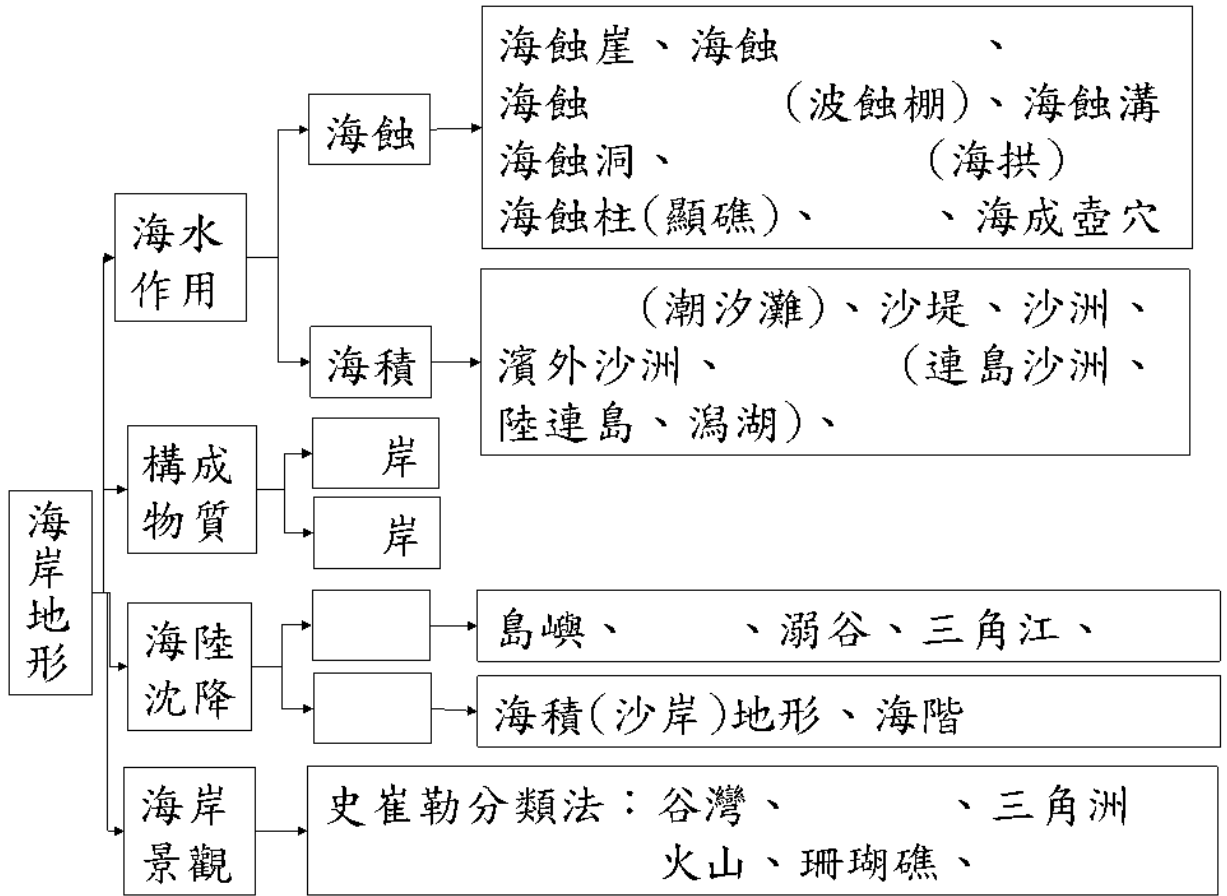 海岸地形
海水
作用
海蝕
海蝕崖、海蝕　　　　、
海蝕　　　　(波蝕棚)、海蝕溝
海蝕洞、　　　　　(海拱)
海蝕柱(顯礁)、　　、海成壺穴
海積
(潮汐灘)、沙堤、沙洲、
濱外沙洲、　　　　(連島沙洲、
陸連島、潟湖)、
構成
物質
岸
岸
海陸
沈降
島嶼、　　、溺谷、三角江、
海積(沙岸)地形、海階
海岸
景觀
史崔勒分類法：谷灣、　　　、三角洲
火山、珊瑚礁、